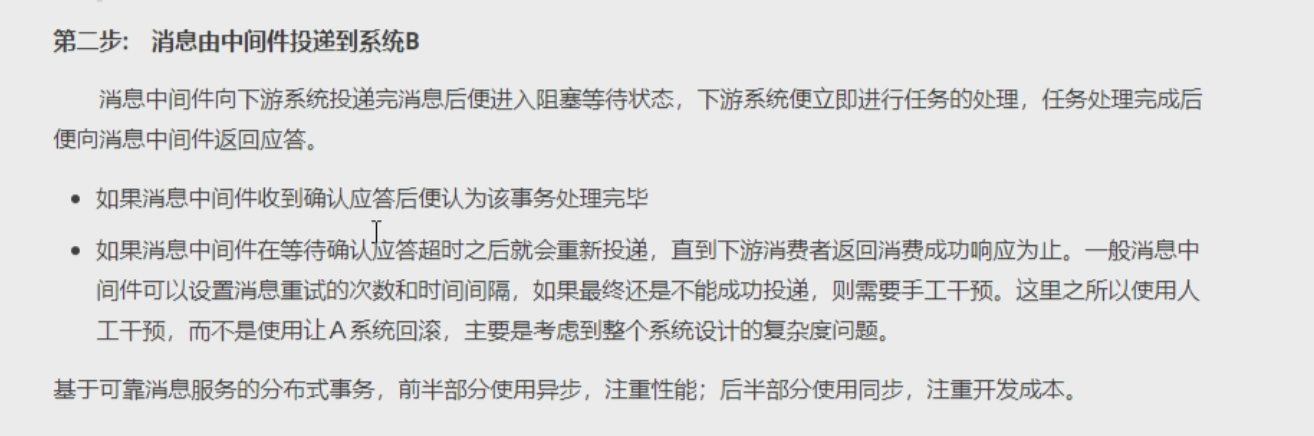 第二步: 消息由中间件投递到系统B
消息中间件向下游系统投递完消息后便进入阻塞等待状态，下游系统便立即进行任务的处理，任务处理完成后
便向消息中间件返回应答。
• 如果消息中间件收到确认应答后便认为该事务处理完毕
• 如果消息中间件在等待确认应答超时之后就会重新投递，直到下游消费者返回消费成功响应为止。一般消息中
间件可以设置消息重试的次数和时间间隔，如果最终还是不能成功投递，则需要手工干预。这里之所以使用人
工干预，而不是使用让A系统回滚，主要是考虑到整个系统设计的复杂度问题。
基于可靠消息服务的分布式事务，前半部分使用异步，注重性能；后半部分使用同步，注重开发成本。